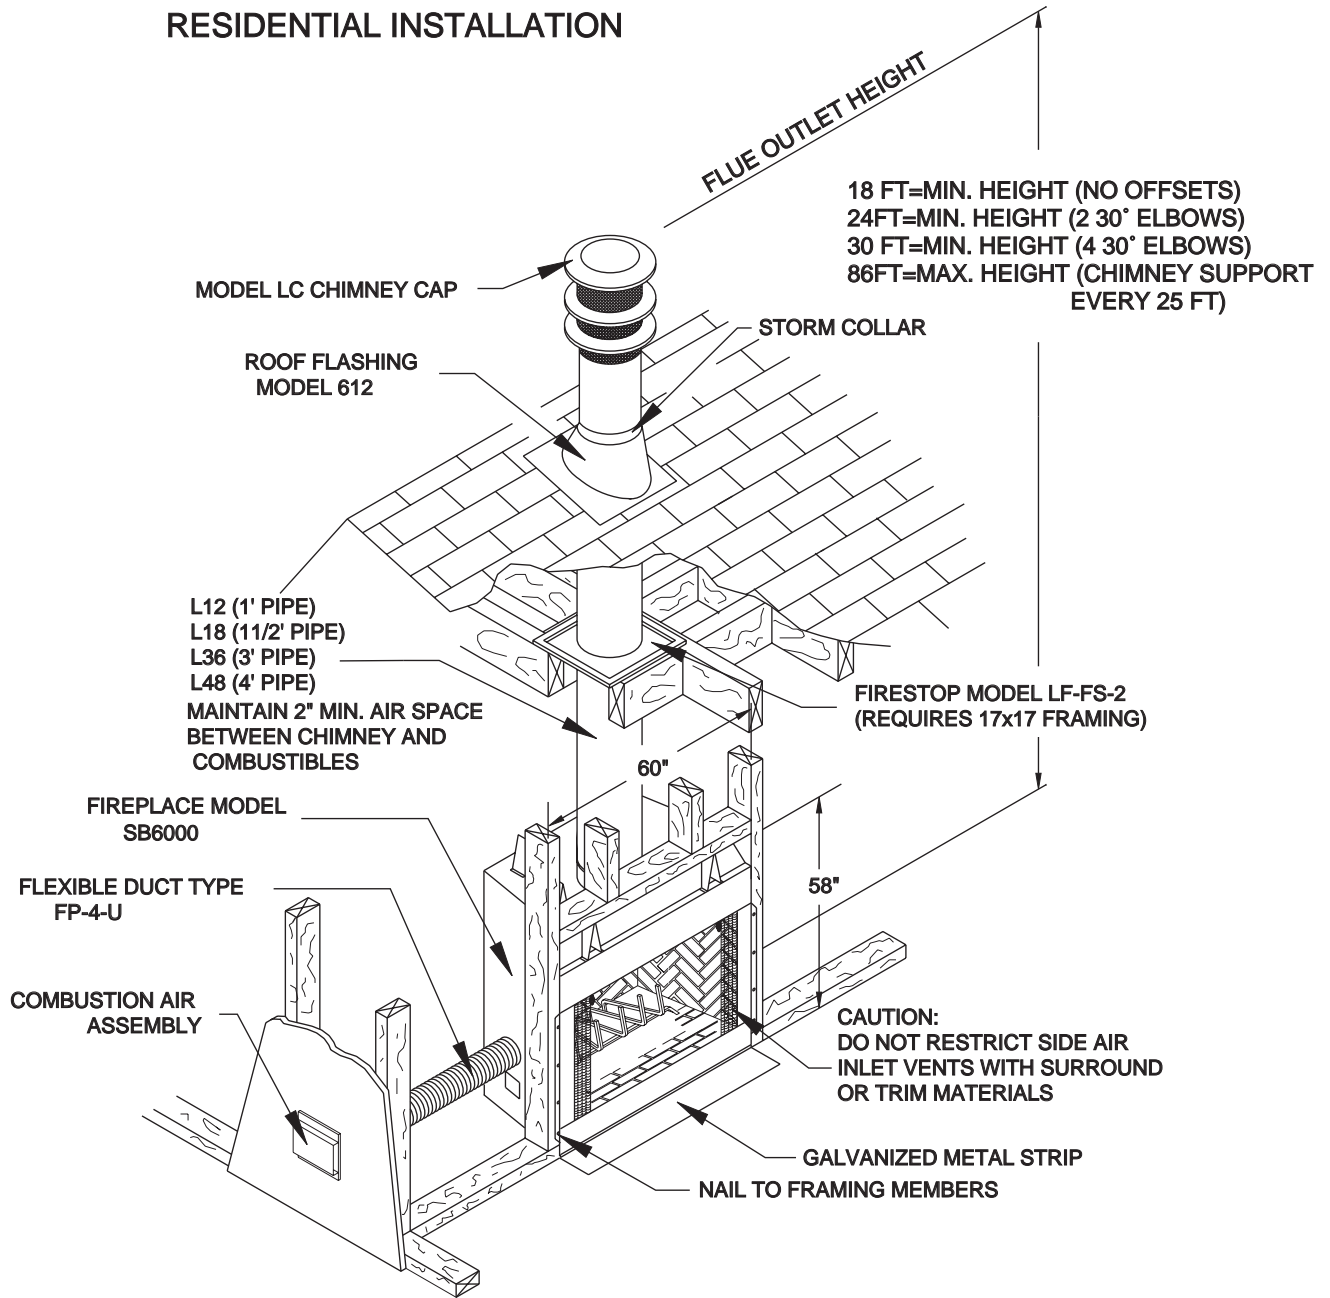 RESIDENTIAL INSTALLATION
FLUE OUTLET HEIGHT
18 FT=MIN. HEIGHT (NO OFFSETS)
24FT=MIN. HEIGHT (2 30° ELBOWS)
30 FT=MIN. HEIGHT (4 30° ELBOWS)
86FT=MAX. HEIGHT (CHIMNEY SUPPORT
EVERY 25 FT)
MODEL LC CHIMNEY CAP
STORM COLLAR
ROOF FLASHING
MODEL 612
L12 (1' PIPE)
L18 (11/2' PIPE)
L36 (3' PIPE)
L48 (4' PIPE)
MAINTAIN 2" MIN. AIR SPACE
BETWEEN CHIMNEY AND
COMBUSTIBLES
FIRESTOP MODEL LF-FS-2
(REQUIRES 17x17 FRAMING)
60"
FIREPLACE MODEL
SB6000
58"
FLEXIBLE DUCT TYPE
FP-4-U
COMBUSTION AIR
ASSEMBLY
CAUTION:
DO NOT RESTRICT SIDE AIR
INLET VENTS WITH SURROUND
OR TRIM MATERIALS
GALVANIZED METAL STRIP
NAIL TO FRAMING MEMBERS